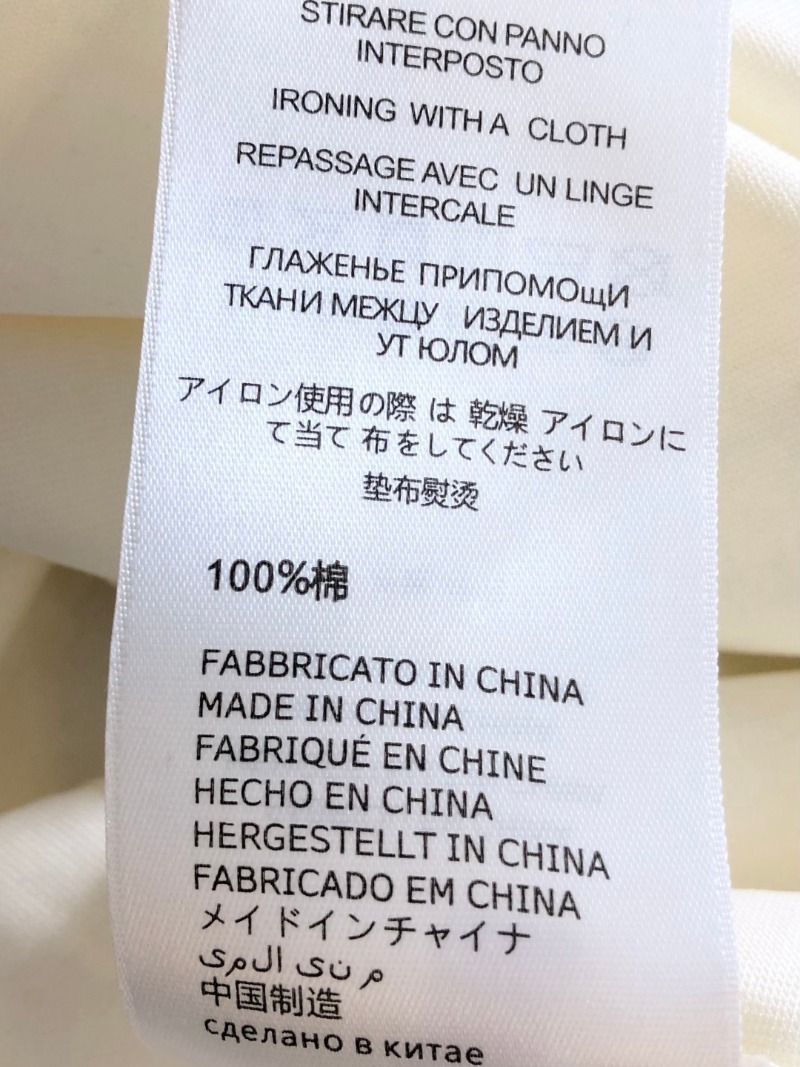 STIRARE CON PANNO
INTERPOSTO
IRONING WITH A CLOTH
REPASSAGE AVEC UN LINGE
INTERCALE
ГЛАЖЕНЬЕ ПРИПОМОщИ
ТКАНИ МЕЖЦУ ИЗДЕЛИЕМ И
УТ ЮЛОМ
アイロン使用の際 は 乾燥 アイロンに
て当て 布をしてください
垫布熨烫
100%棉
FABBRICATO IN CHINA
MADE IN CHINA
FABRIQUÉ EN CHINE
HECHO EN CHINA
HERGESTELLT IN CHINA
FABRICADO EM CHINA
メイドインチャイナ
م نى المى
中国制造
сделано в китае